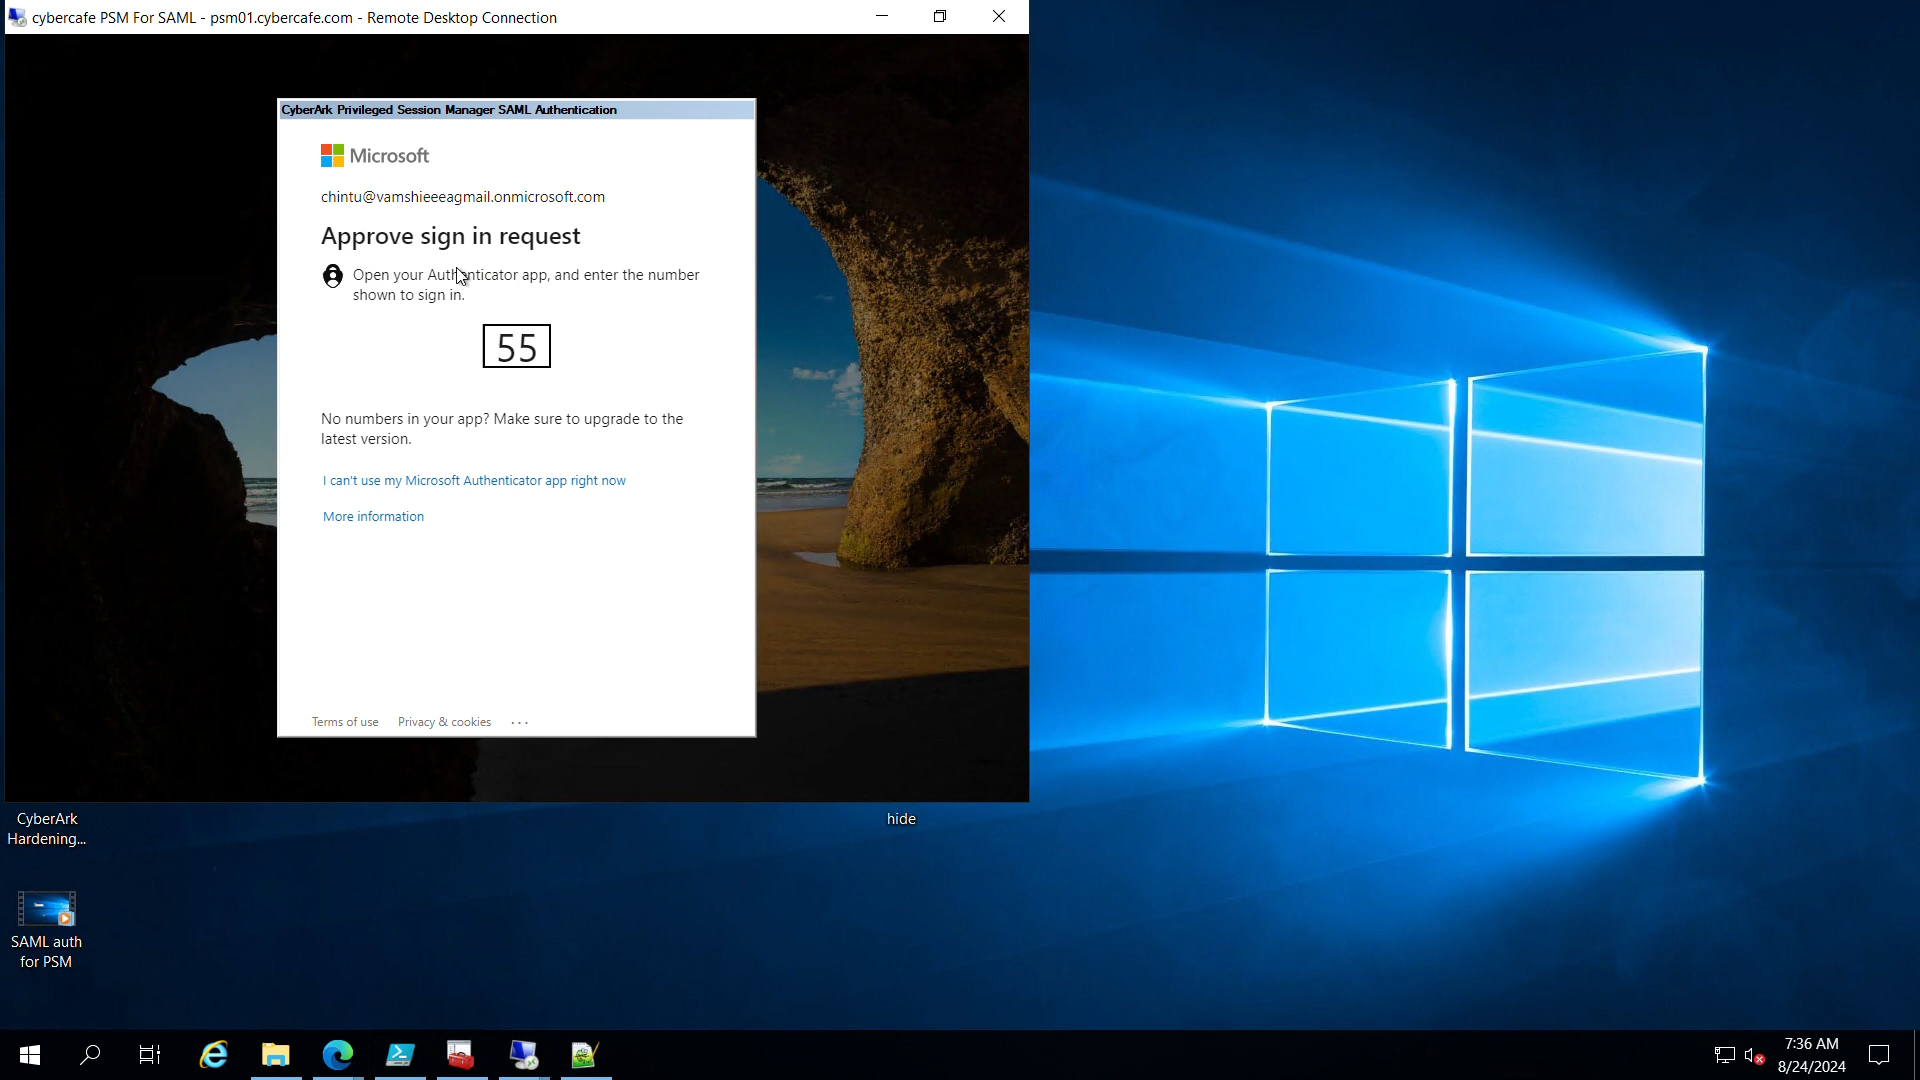 cybercafe PSM For SAML - psm01.cybercafe.com - Remote Desktop Connection
CyberArk Privileged Session Manager SAML Authentication
Microsoft
chintu@vamshieeeagmail.onmicrosoft.com
Approve sign in request
Open your Authenticator app, and enter the number
shown to sign in.
55
No numbers in your app? Make sure to upgrade to the
latest version.
I can't use my Microsoft Authenticator app right now
More information
Terms of use Privacy & cookies ...
CyberArk
Hardening...
hide
SAML auth
for PSM
7:36 AM
8/24/2024